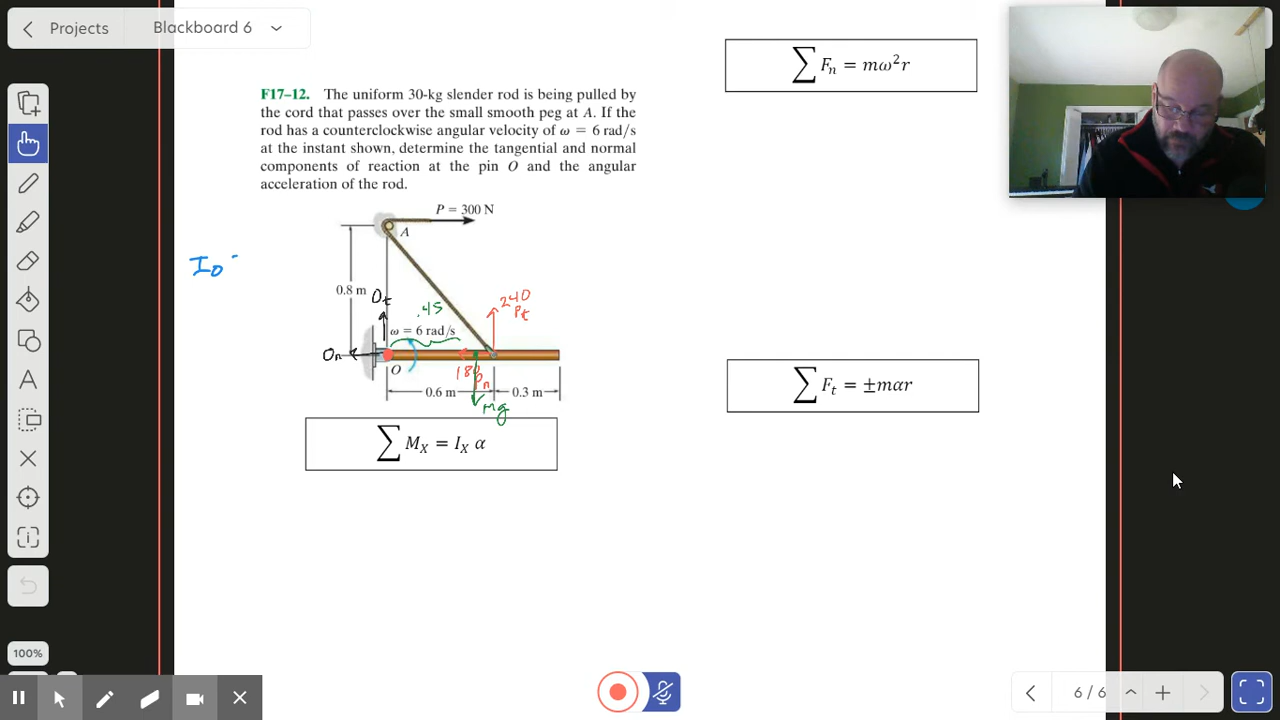 Projects
Blackboard 6
F17–12. The uniform 30-kg slender rod is being pulled by
the cord that passes over the small smooth peg at A. If the
rod has a counterclockwise angular velocity of ω = 6 rad/s
at the instant shown, determine the tangential and normal
components of reaction at the pin O and the angular
acceleration of the rod.
P = 300 N
A
0.8 m
Ot
.45
240
Pt
ω = 6 rad/s
On
O
180
Pn
0.6 m
0.3 m
mg
Io
∑ M_X = I_X α
∑ F_n = mω²r
∑ F_t = ±mαr
100%
6 / 6